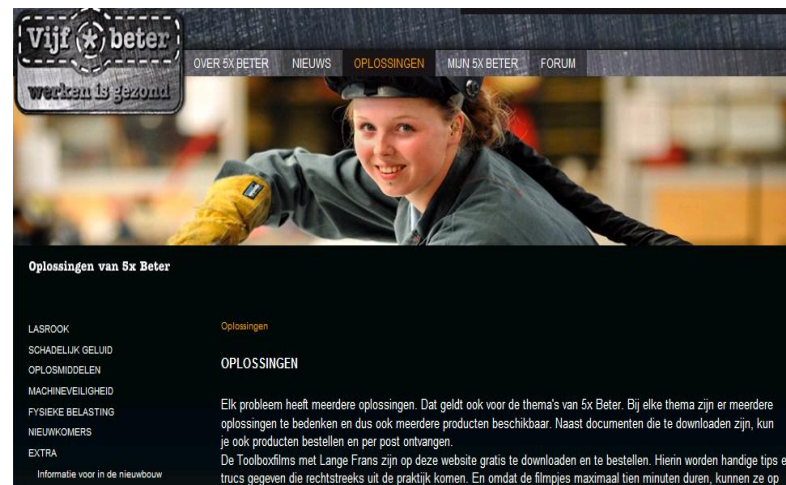 Vijf beter
werken is gezond
OVER 5X BETER NIEUWS OPLOSSINGEN MIJN 5X BETER FORUM
Oplossingen van 5x Beter
LASROOK
SCHADELIJK GELUID
OPLOSMIDDELEN
MACHINEVEILIGHEID
FYSIEKE BELASTING
NIEUWKOMERS
EXTRA
Informatie voor in de nieuwbouw
Oplossingen
OPLOSSINGEN
Elk probleem heeft meerdere oplossingen. Dat geldt ook voor de thema's van 5x Beter. Bij elke thema zijn er meerdere
oplossingen te bedenken en dus ook meerdere producten beschikbaar. Naast documenten die te downloaden zijn, kun
je ook producten bestellen en per post ontvangen.
De Toolboxfilms met Lange Frans zijn op deze website gratis te downloaden en te bestellen. Hierin worden handige tips e
trucs gegeven die rechtstreeks uit de praktijk komen. En omdat de filmpjes maximaal tien minuten duren, kunnen ze op